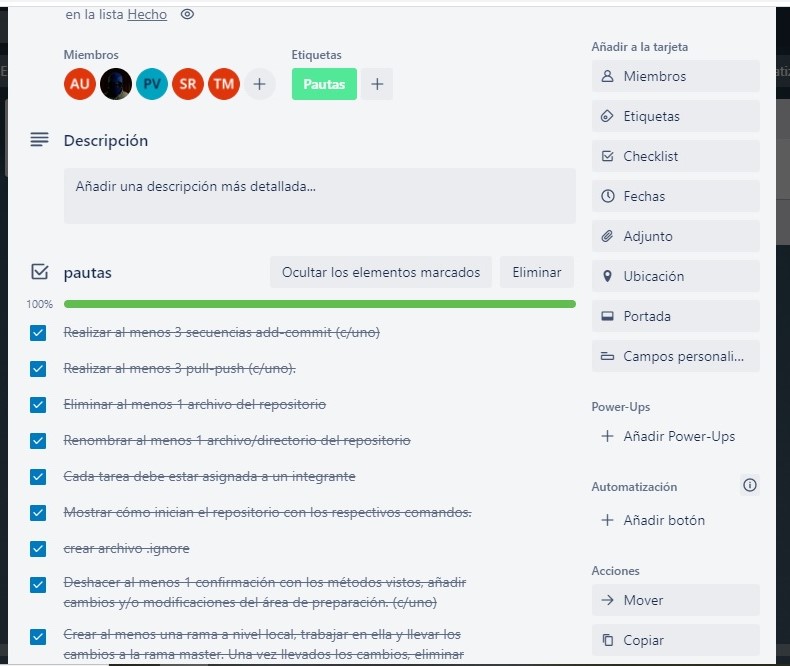 en la lista Hecho
Miembros
AU PV SR TM
Etiquetas
Pautas
Descripción
Añadir una descripción más detallada...
pautas
Ocultar los elementos marcados
Eliminar
100%
Realizar al menos 3 secuencias add-commit (c/uno)
Realizar al menos 3 pull-push (c/uno).
Eliminar al menos 1 archivo del repositorio
Renombrar al menos 1 archivo/directorio del repositorio
Cada tarea debe estar asignada a un integrante
Mostrar cómo inician el repositorio con los respectivos comandos.
crear archivo .ignore
Deshacer al menos 1 confirmación con los métodos vistos, añadir
cambios y/o modificaciones del área de preparación. (c/uno)
Crear al menos una rama a nivel local, trabajar en ella y llevar los
cambios a la rama master. Una vez llevados los cambios, eliminar
Añadir a la tarjeta
Miembros
Etiquetas
Checklist
Fechas
Adjunto
Ubicación
Portada
Campos personali...
Power-Ups
+ Añadir Power-Ups
Automatización
+ Añadir botón
Acciones
Mover
Copiar